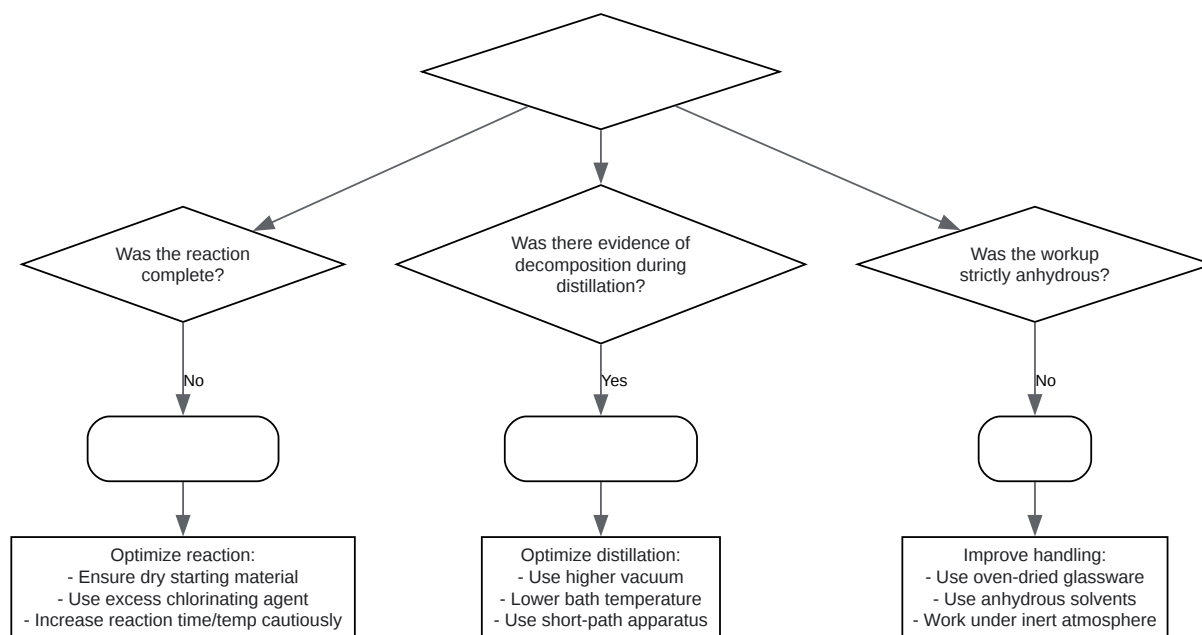 Was the reaction
complete?
Was there evidence of
decomposition during
distillation?
Was the workup
strictly anhydrous?
No
Yes
No
Optimize reaction:
- Ensure dry starting material
- Use excess chlorinating agent
- Increase reaction time/temp cautiously
Optimize distillation:
- Use higher vacuum
- Lower bath temperature
- Use short-path apparatus
Improve handling:
- Use oven-dried glassware
- Use anhydrous solvents
- Work under inert atmosphere